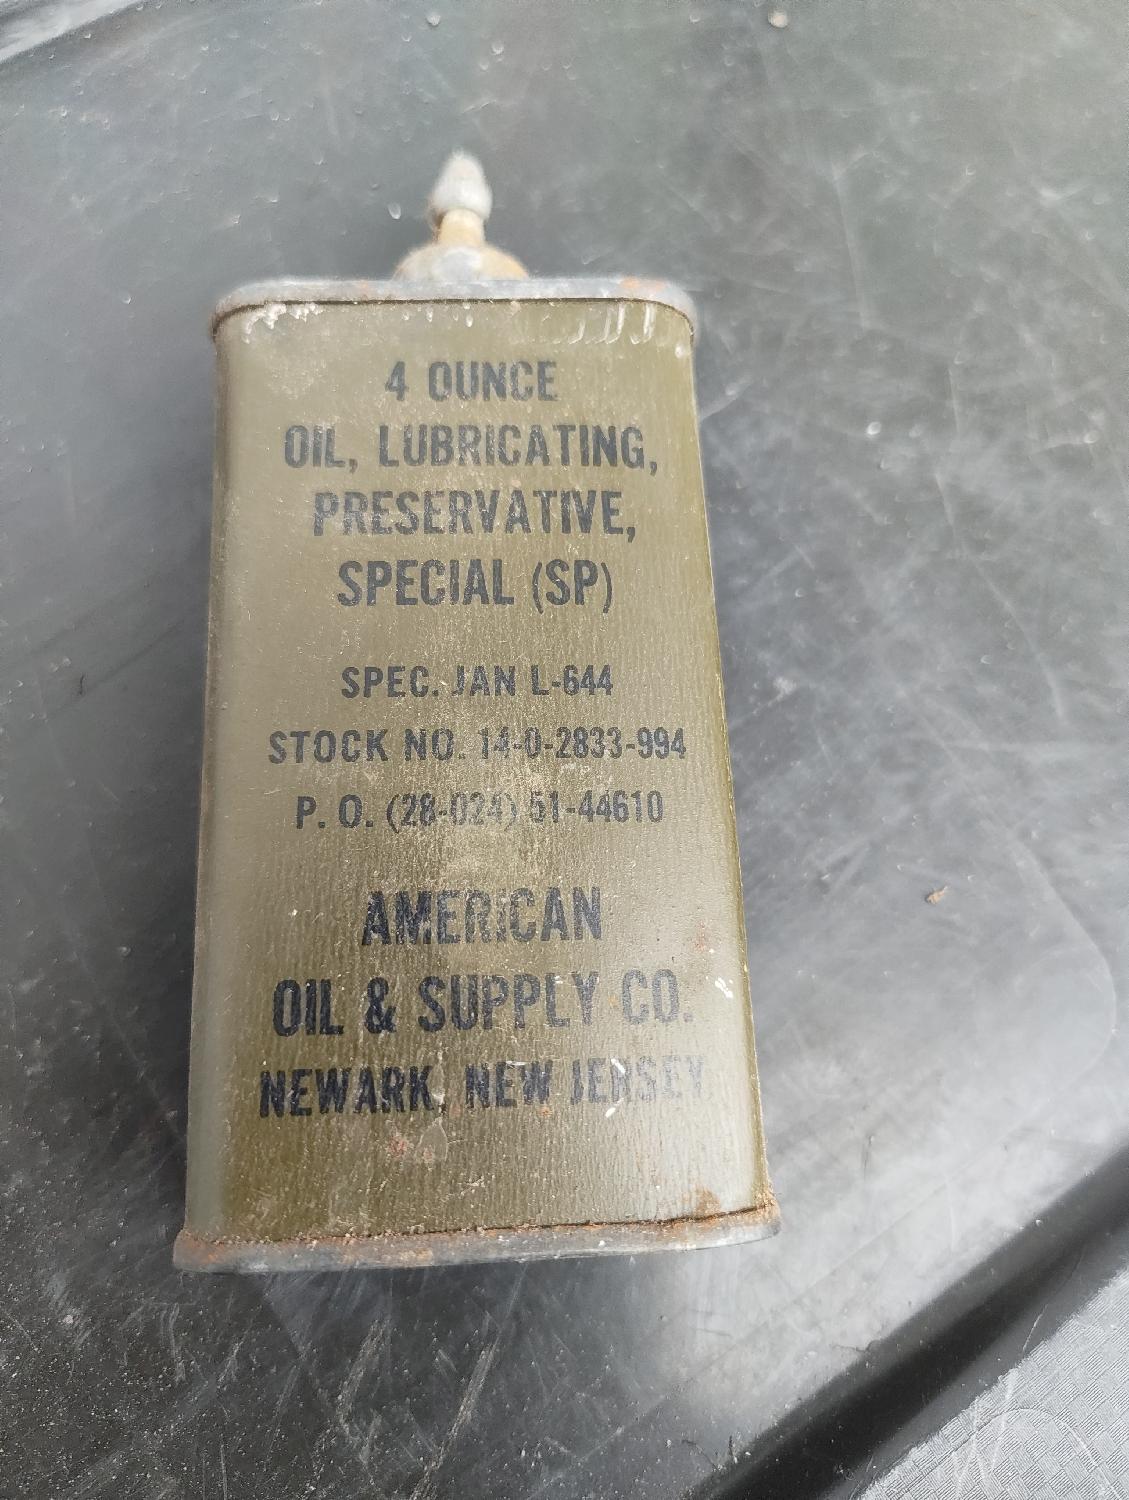 4 OUNCE
OIL, LUBRICATING,
PRESERVATIVE,
SPECIAL (SP)
SPEC. JAN L-644
STOCK NO. 14-O-2833-994
P. O. (28-024) 51-44610
AMERICAN
OIL & SUPPLY CO.
NEWARK, NEW JERSEY.